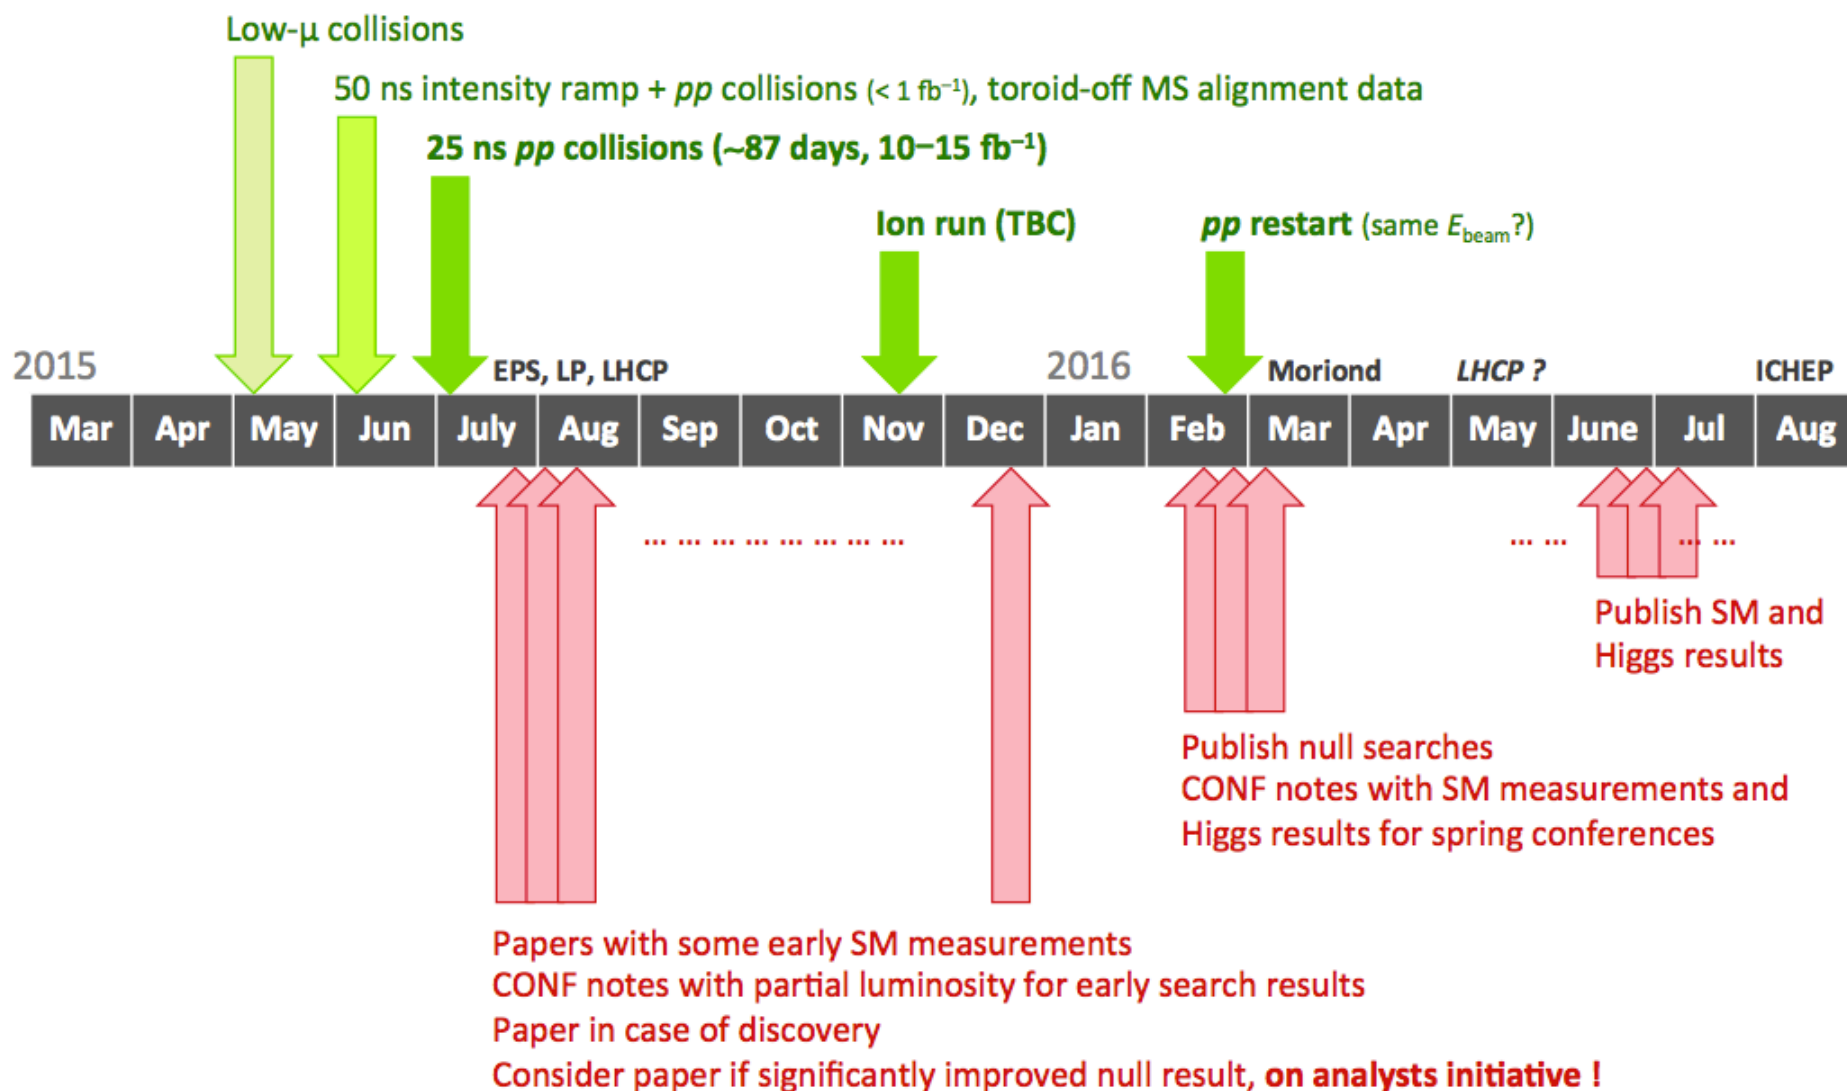 Low-μ collisions
50 ns intensity ramp + pp collisions (< 1 fb⁻¹), toroid-off MS alignment data
25 ns pp collisions (~87 days, 10–15 fb⁻¹)
Ion run (TBC)
pp restart (same E_beam?)
2015
EPS, LP, LHCP
2016
Moriond
LHCP ?
ICHEP
Mar Apr May Jun July Aug Sep Oct Nov Dec Jan Feb Mar Apr May June Jul Aug
... ... ... ... ... ... ... ...
... ...
... ...
Publish SM and
Higgs results
Publish null searches
CONF notes with SM measurements and
Higgs results for spring conferences
Papers with some early SM measurements
CONF notes with partial luminosity for early search results
Paper in case of discovery
Consider paper if significantly improved null result, on analysts initiative !